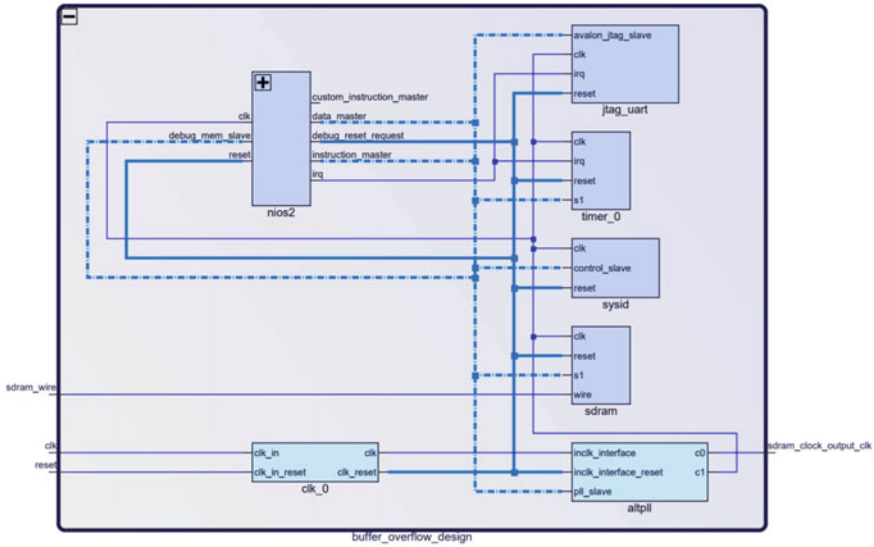 avalon_jtag_slave
clk
irq
reset
jtag_uart
custom_instruction_master
clk
data_master
debug_mem_slave
debug_reset_request
reset
instruction_master
irq
nios2
clk
irq
reset
s1
timer_0
clk
control_slave
reset
sysid
clk
reset
s1
wire
sdram
sdram_wire
clk
reset
clk_in
clk
clk_in_reset
clk_reset
clk_0
inclk_interface
c0
inclk_interface_reset
c1
pll_slave
altpll
sdram_clock_output_clk
buffer_overflow_design